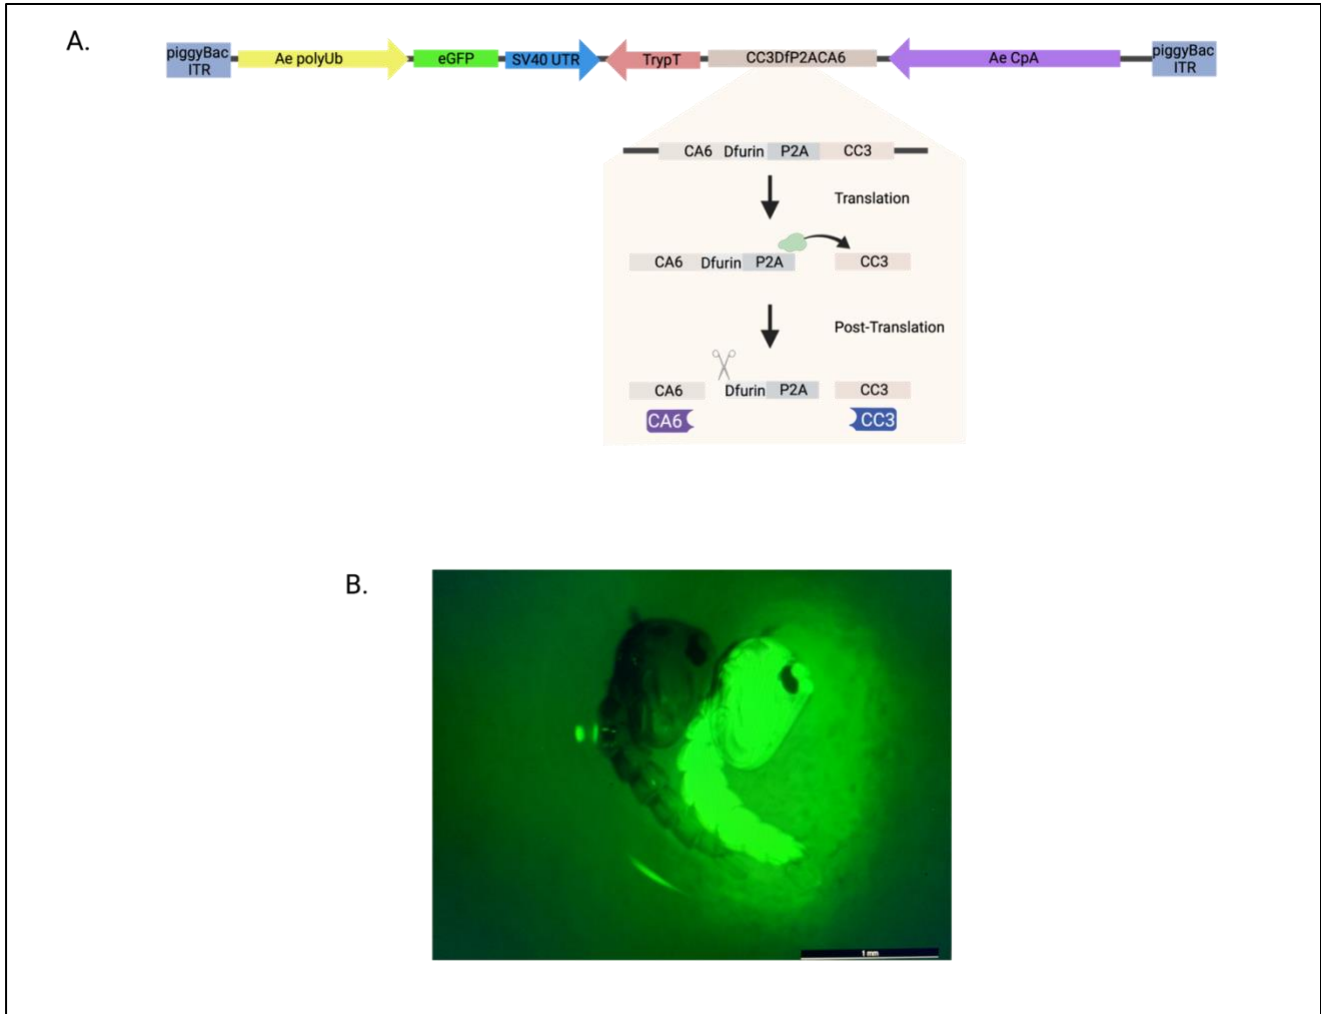 A.
piggyBac
ITR
Ae polyUb
eGFP
SV40 UTR
TrypT
CC3DfP2ACA6
Ae CpA
piggyBac
ITR
CA6 Dfurin P2A CC3
Translation
CA6 Dfurin P2A CC3
Post-Translation
CA6 Dfurin P2A CC3
CA6 CC3
B.
1 mm